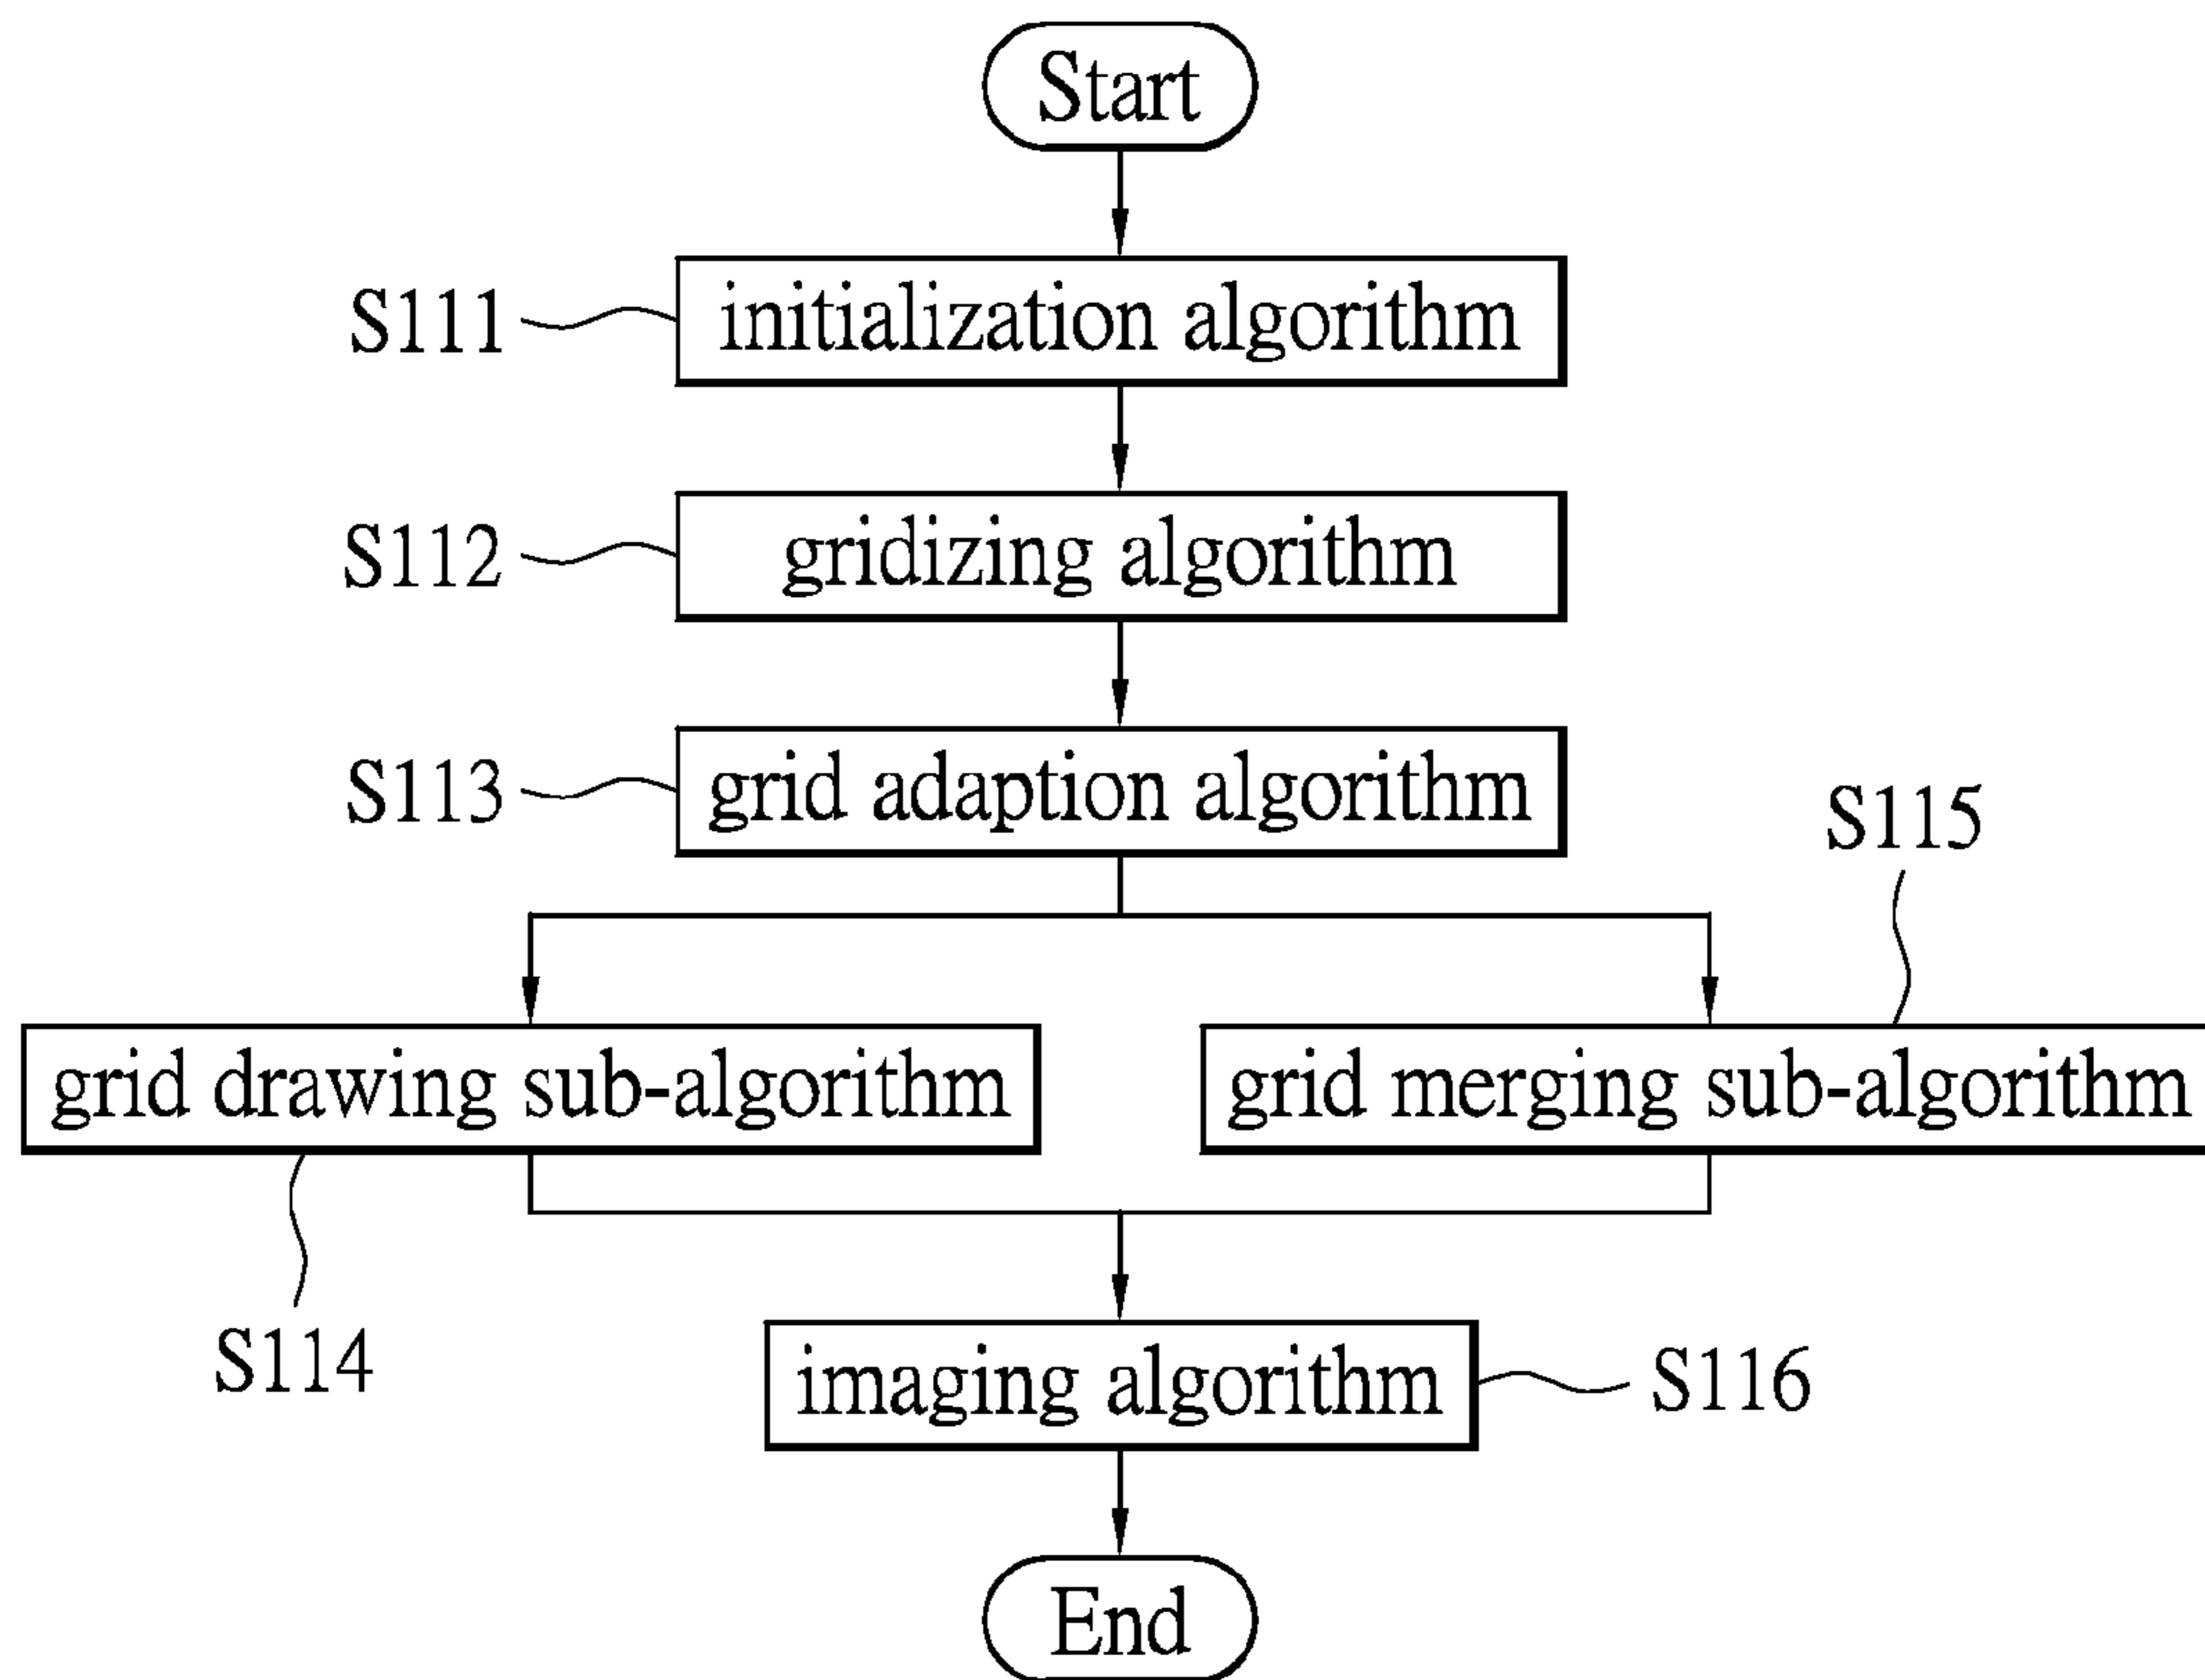 Start
S111
initialization algorithm
S112
gridizing algorithm
S113
grid adaption algorithm
S115
grid drawing sub-algorithm
grid merging sub-algorithm
S114
imaging algorithm
S116
End